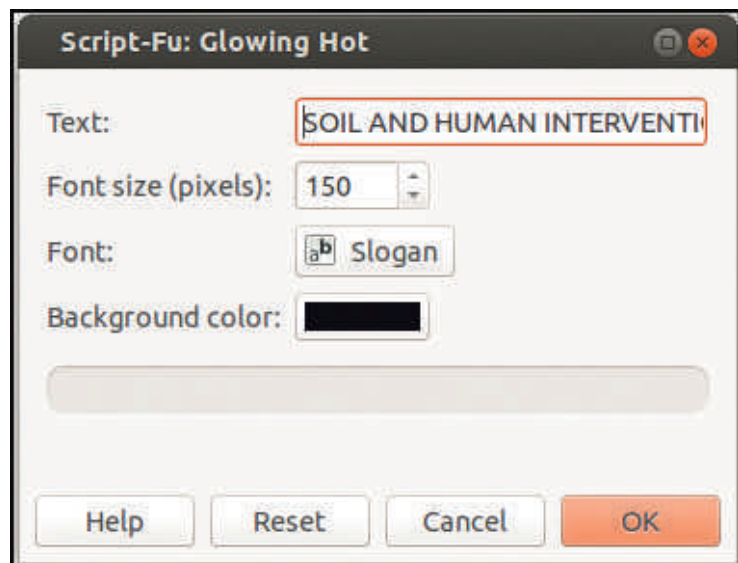 Script-Fu: Glowing Hot
Text: SOIL AND HUMAN INTERVENTI
Font size (pixels): 150
Font: ab Slogan
Background color:
Help Reset Cancel OK